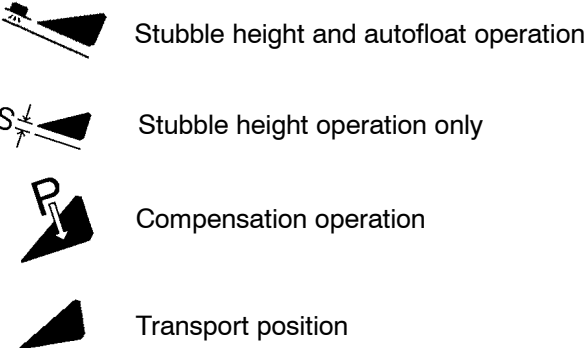 Stubble height and autofloat operation
S Stubble height operation only
P
Compensation operation
Transport position